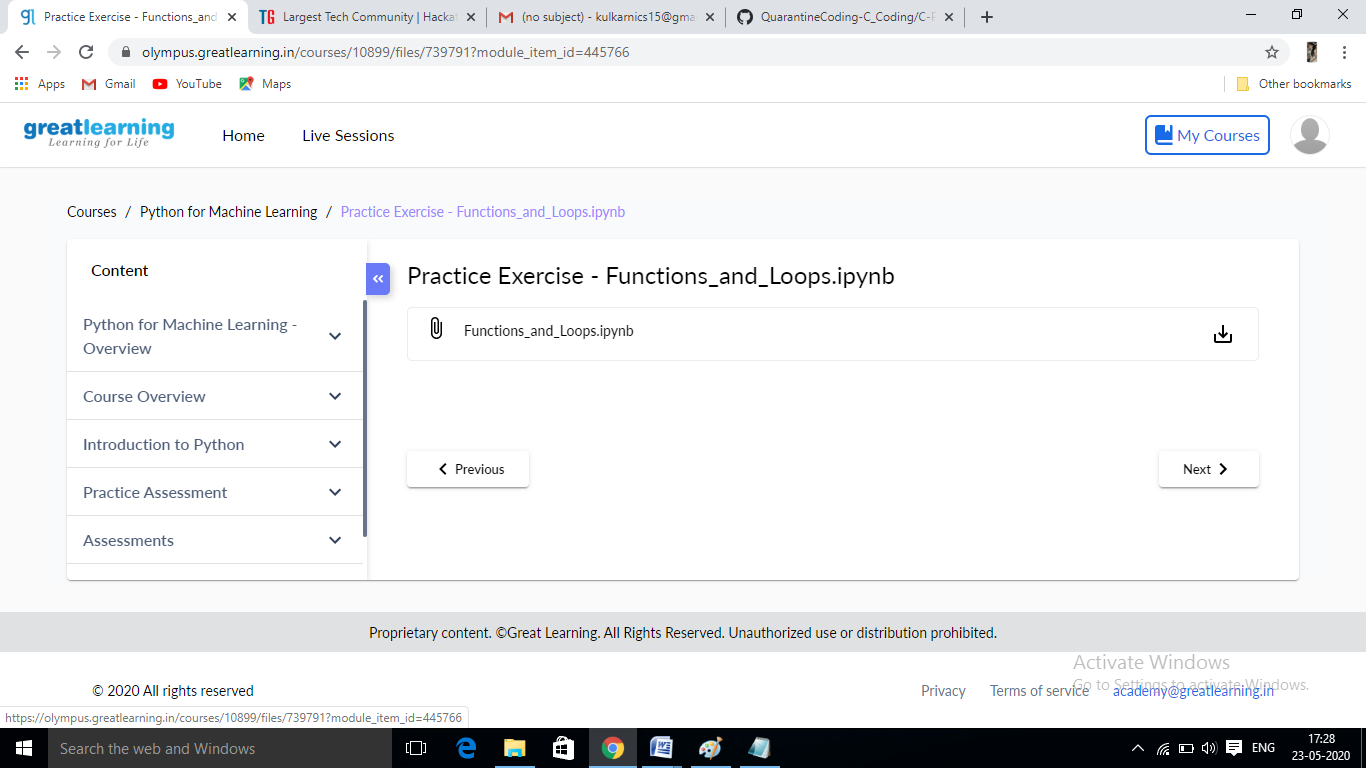 Practice Exercise - Functions_and
Largest Tech Community | Hacka
(no subject) - kulkarnics15@gma
QuarantineCoding-C_Coding/C-P
olympus.greatlearning.in/courses/10899/files/739791?module_item_id=445766
Apps
Gmail
YouTube
Maps
Other bookmarks
greatlearning
Learning for Life
Home
Live Sessions
My Courses
Courses / Python for Machine Learning / Practice Exercise - Functions_and_Loops.ipynb
Content
Python for Machine Learning -
Overview
Course Overview
Introduction to Python
Practice Assessment
Assessments
Practice Exercise - Functions_and_Loops.ipynb
Functions_and_Loops.ipynb
Previous
Next
Proprietary content. ©Great Learning. All Rights Reserved. Unauthorized use or distribution prohibited.
Activate Windows
Go to Settings to activate Windows.
© 2020 All rights reserved
Privacy
Terms of service
academy@greatlearning.in
https://olympus.greatlearning.in/courses/10899/files/739791?module_item_id=445766
Search the web and Windows
ENG
17:28
23-05-2020